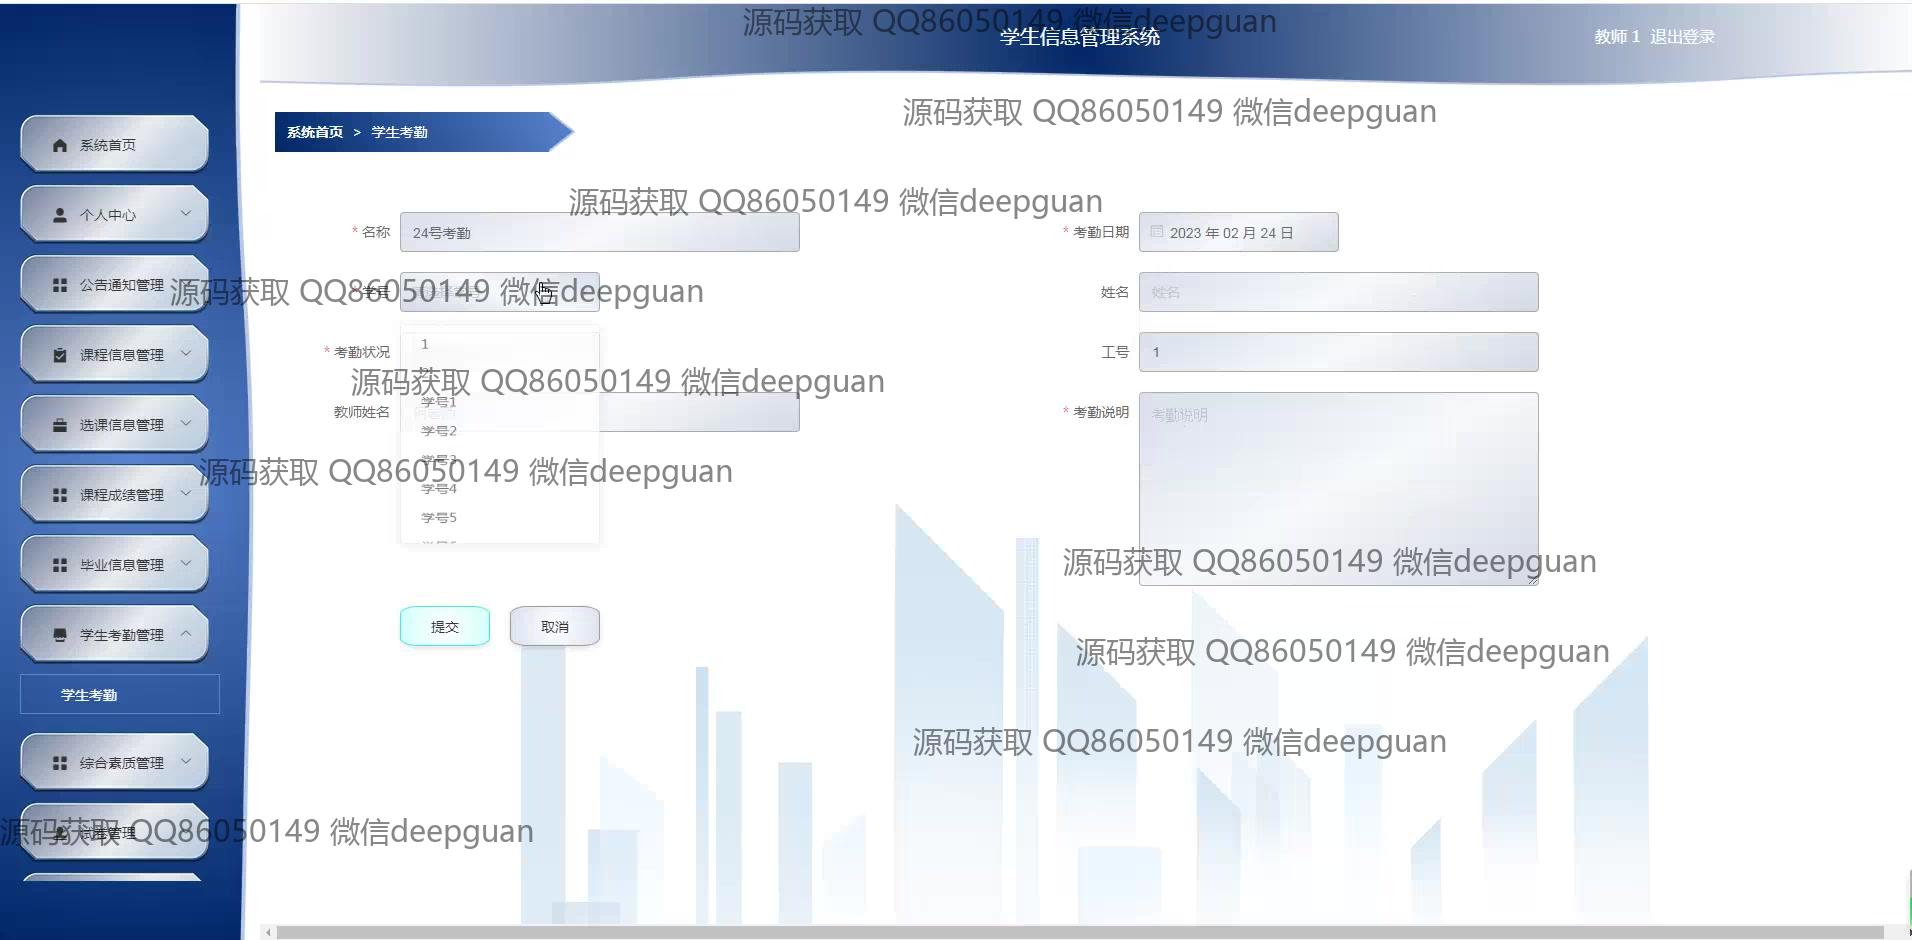 源码获取 QQ86050149 微信deepguan
学生信息管理系统
教师 1 退出登录
源码获取 QQ86050149 微信deepguan
系统首页 > 学生考勤
系统首页
源码获取 QQ86050149 微信deepguan
个人中心
* 名称 24号考勤
* 考勤日期 2023 年 02 月 24 日
公告通知管理
源码获取 QQ86050149 微信deepguan
* 学号
姓名 姓名
课程信息管理
* 考勤状况
1
工号 1
源码获取 QQ86050149 微信deepguan
教师姓名
学号1
* 考勤说明 考勤说明
选课信息管理
学号2
学号3
源码获取 QQ86050149 微信deepguan
课程成绩管理
学号4
学号5
毕业信息管理
源码获取 QQ86050149 微信deepguan
提交 取消
学生考勤管理
源码获取 QQ86050149 微信deepguan
学生考勤
源码获取 QQ86050149 微信deepguan
综合素质管理
源码获取 QQ86050149 微信deepguan
试卷管理